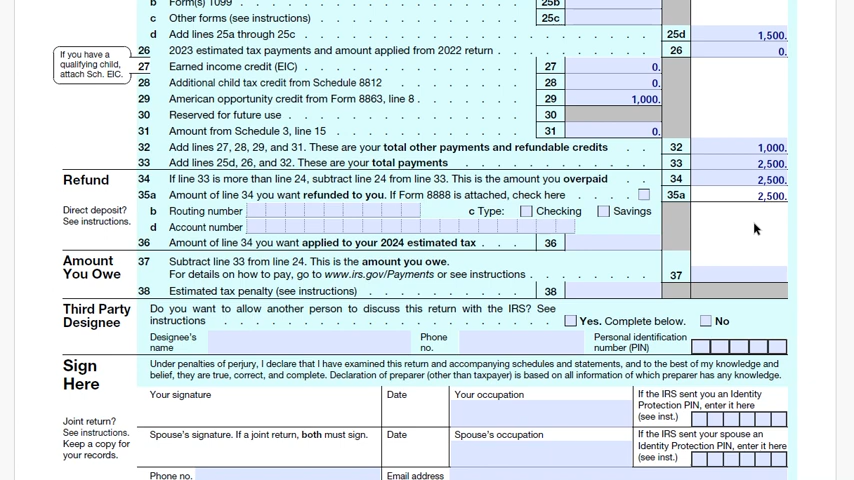 b Form(s) 1099 . . . . . . . . . . . . . . . . . 25b
c Other forms (see instructions) . . . . . . . . . . . . . 25c
d Add lines 25a through 25c . . . . . . . . . . . . . . . . . . . . 25d 1,500.
26 2023 estimated tax payments and amount applied from 2022 return . . . . . . . . . . 26 0.
If you have a
qualifying child,
attach Sch. EIC.
27 Earned income credit (EIC) . . . . . . . . . . . . . . 27 0.
28 Additional child tax credit from Schedule 8812 . . . . . . . . 28 0.
29 American opportunity credit from Form 8863, line 8 . . . . . . . 29 1,000.
30 Reserved for future use . . . . . . . . . . . . . . . 30
31 Amount from Schedule 3, line 15 . . . . . . . . . . . . 31 0.
32 Add lines 27, 28, 29, and 31. These are your total other payments and refundable credits . . 32 1,000.
33 Add lines 25d, 26, and 32. These are your total payments . . . . . . . . . . . 33 2,500.
Refund
34 If line 33 is more than line 24, subtract line 24 from line 33. This is the amount you overpaid . . 34 2,500.
35a Amount of line 34 you want refunded to you. If Form 8888 is attached, check here . . . . 35a 2,500.
Direct deposit?
See instructions.
b Routing number c Type: Checking Savings
d Account number
36 Amount of line 34 you want applied to your 2024 estimated tax . . . 36
Amount
You Owe
37 Subtract line 33 from line 24. This is the amount you owe.
For details on how to pay, go to www.irs.gov/Payments or see instructions . . . . . . . . 37
38 Estimated tax penalty (see instructions) . . . . . . . . . . 38
Third Party
Designee
Do you want to allow another person to discuss this return with the IRS? See
instructions . . . . . . . . . . . . . . . . . . . . Yes. Complete below. No
Designee's
name
Phone
no.
Personal identification
number (PIN)
Sign
Here
Under penalties of perjury, I declare that I have examined this return and accompanying schedules and statements, and to the best of my knowledge and
belief, they are true, correct, and complete. Declaration of preparer (other than taxpayer) is based on all information of which preparer has any knowledge.
Joint return?
See instructions.
Keep a copy for
your records.
Your signature Date Your occupation
If the IRS sent you an Identity
Protection PIN, enter it here
(see inst.)
Spouse's signature. If a joint return, both must sign. Date Spouse's occupation
If the IRS sent your spouse an
Identity Protection PIN, enter it here
(see inst.)
Phone no. Email address